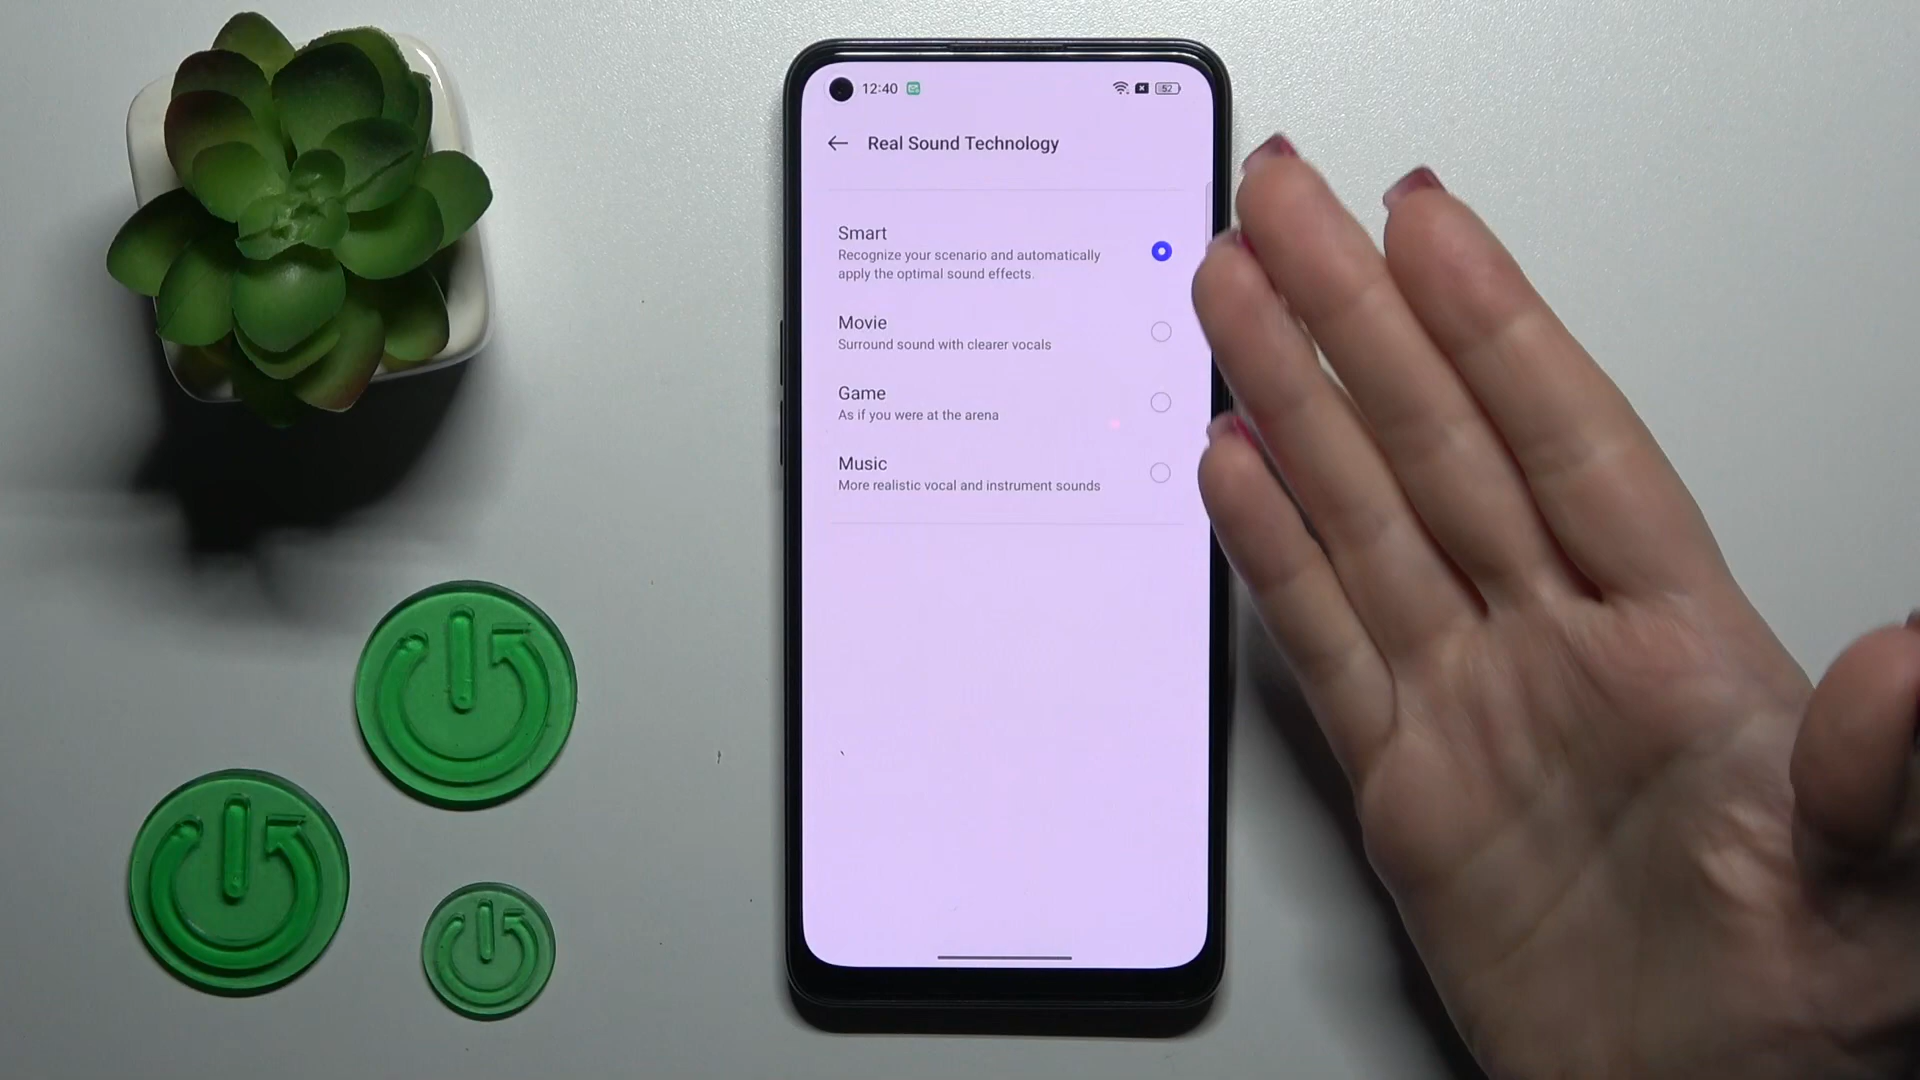 12:40
52
Real Sound Technology
Smart
Recognize your scenario and automatically
apply the optimal sound effects.
Movie
Surround sound with clearer vocals
Game
As if you were at the arena
Music
More realistic vocal and instrument sounds